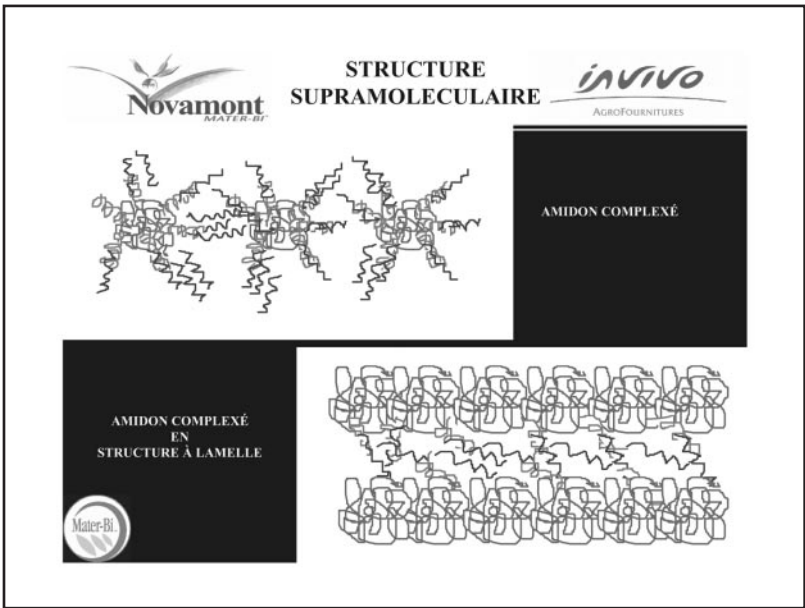 Novamont
MATER-BI
STRUCTURE
SUPRAMOLECULAIRE
invivo
AGROFOURNITURES
AMIDON COMPLEXÉ
AMIDON COMPLEXÉ
EN
STRUCTURE À LAMELLE
Mater-Bi